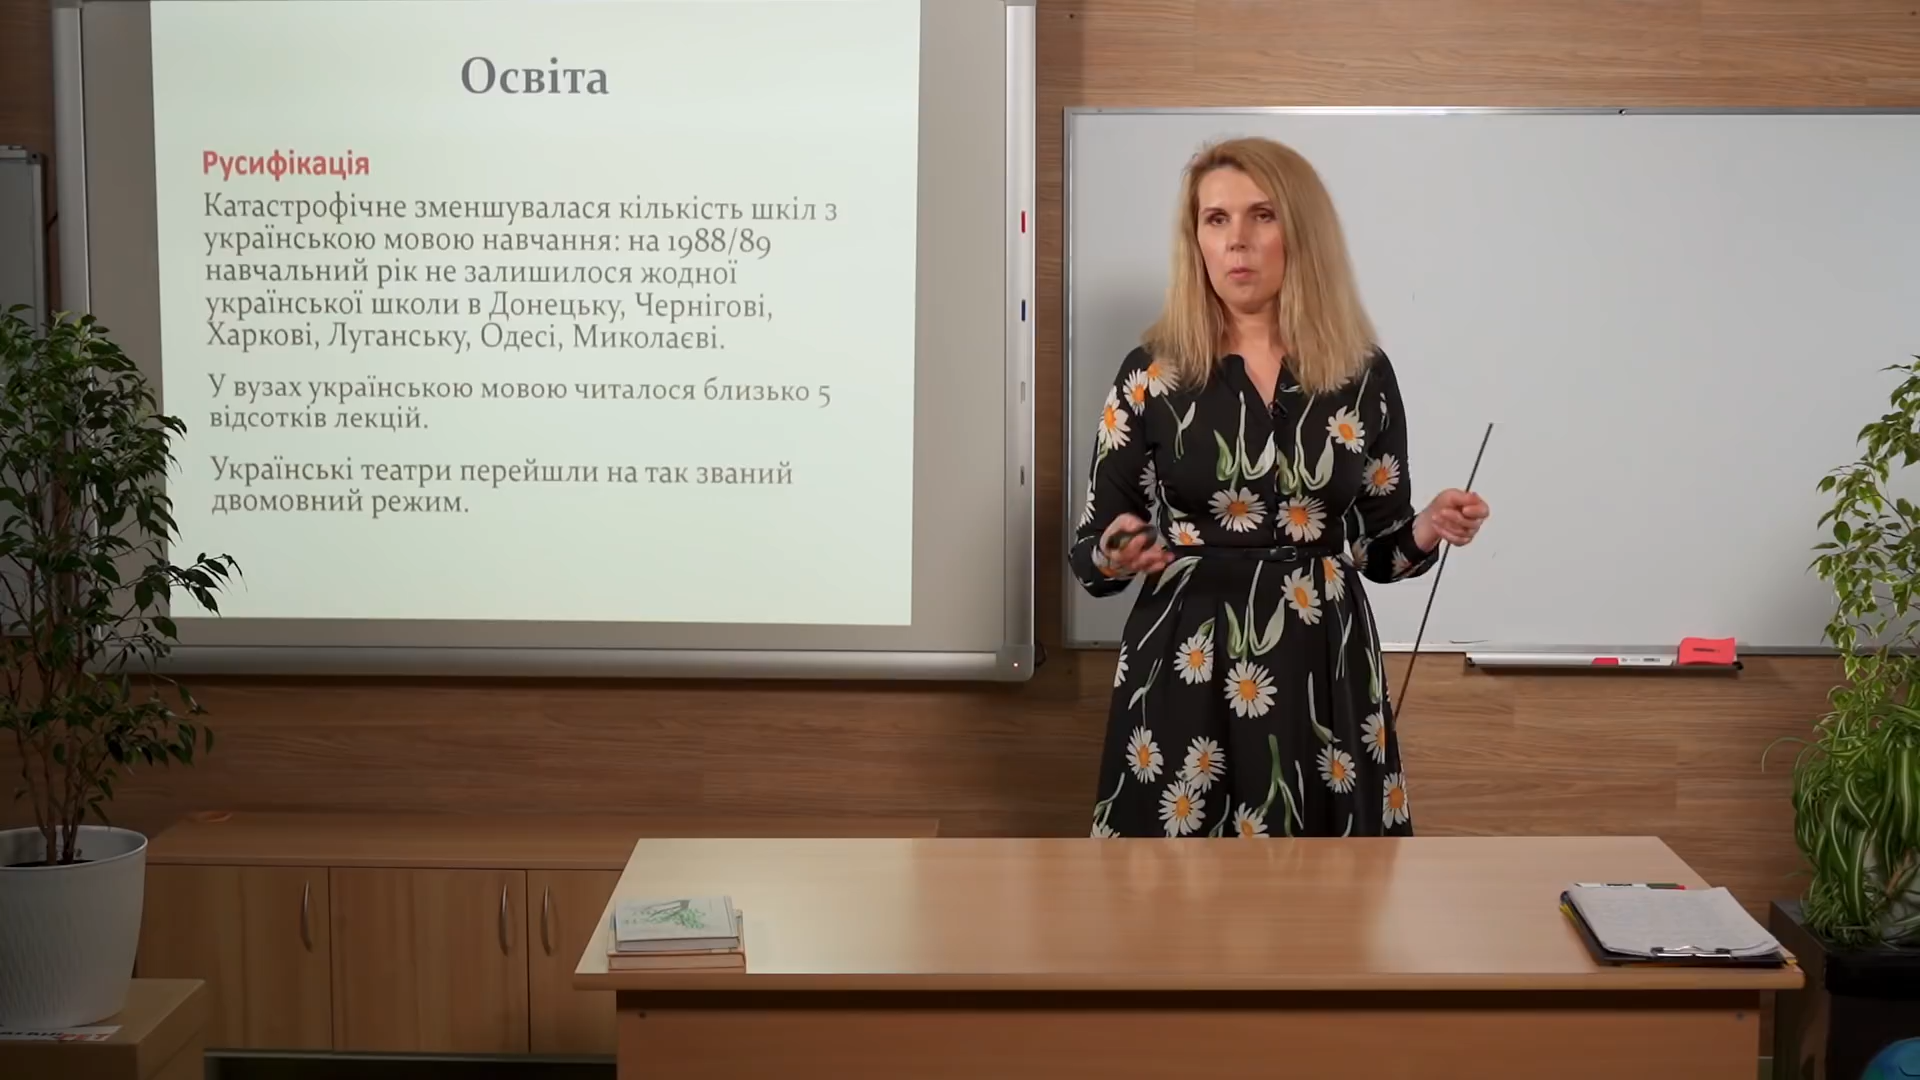 Освіта
Русифікація
Катастрофічне зменшувалася кількість шкіл з
українською мовою навчання: на 1988/89
навчальний рік не залишилося жодної
української школи в Донецьку, Чернігові,
Харкові, Луганську, Одесі, Миколаєві.
У вузах українською мовою читалося близько 5
відсотків лекцій.
Українські театри перейшли на так званий
двомовний режим.